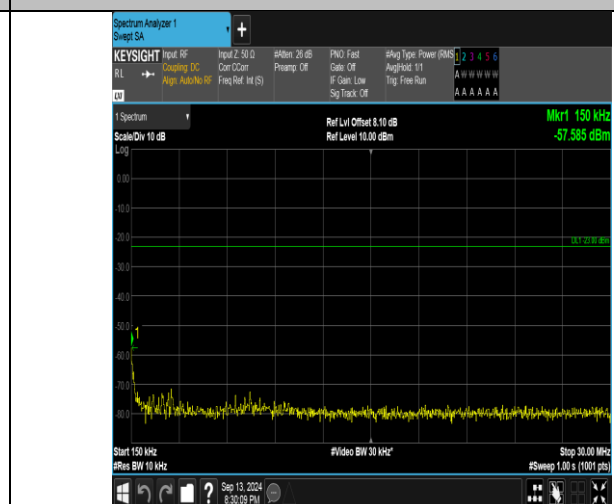 Spectrum Analyzer 1
Swept SA
+
KEYSIGHT Input: RF Input Z: 50 Ω #Atten: 26 dB PNO: Fast #Avg Type: Power (RMS 1 2 3 4 5 6
RL Coupling: DC Corr CCorr Preamp: Off Gate: Off Avg|Hold: 1/1 A W W W W W
Align: Auto/No RF Freq Ref: Int (S) IF Gain: Low Trig: Free Run
Sig Track: Off A A A A A A
LXI
1 Spectrum Ref Lvl Offset 8.10 dB Mkr1 150 kHz
Scale/Div 10 dB Ref Level 10.00 dBm -57.585 dBm
Log
0.00
-10.0
-20.0
DL1 -23.00 dBm
-30.0
-40.0
-50.0
1
-60.0
-70.0
-80.0
Start 150 kHz #Video BW 30 kHz* Stop 30.00 MHz
#Res BW 10 kHz #Sweep 1.00 s (1001 pts)
? Sep 13, 2024
8:30:09 PM